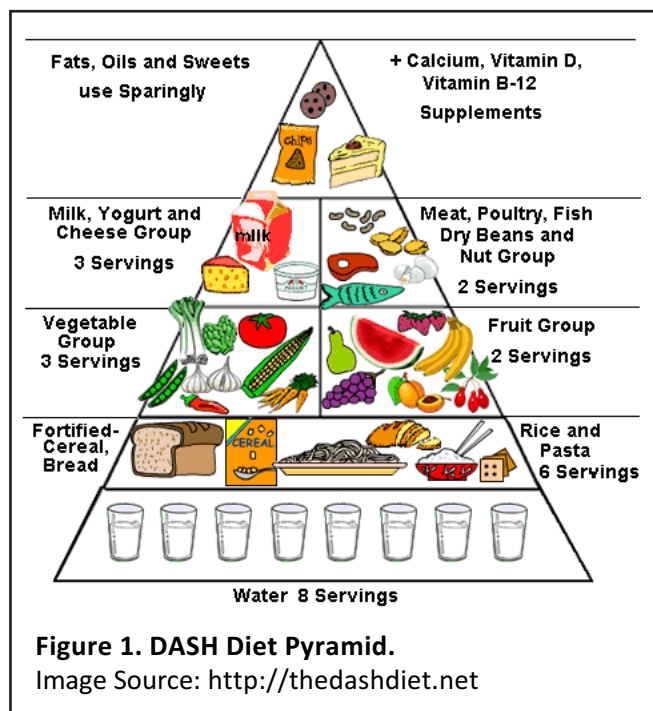 Fats, Oils and Sweets
use Sparingly
+ Calcium, Vitamin D,
Vitamin B-12
Supplements
chips
Milk, Yogurt and
Cheese Group
3 Servings
milk
YOGURT
Meat, Poultry, Fish
Dry Beans and
Nut Group
2 Servings
Vegetable
Group
3 Servings
Fruit Group
2 Servings
Fortified-
Cereal,
Bread
CEREAL
Rice and
Pasta
6 Servings
Water 8 Servings
Figure 1. DASH Diet Pyramid.
Image Source: http://thedashdiet.net